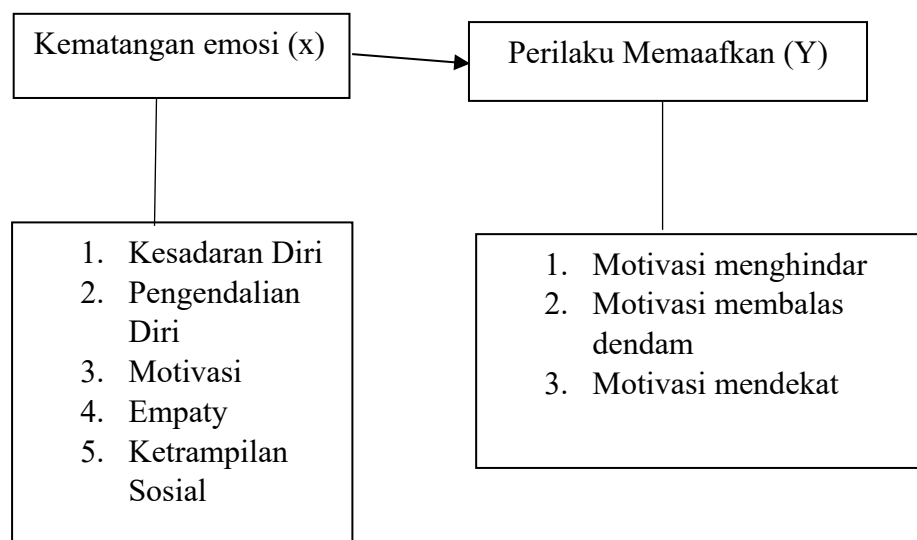 Kematangan emosi (x)
Perilaku Memaafkan (Y)
1. Kesadaran Diri
2. Pengendalian
Diri
3. Motivasi
4. Empaty
5. Ketrampilan
Sosial
1. Motivasi menghindar
2. Motivasi membalas
dendam
3. Motivasi mendekat